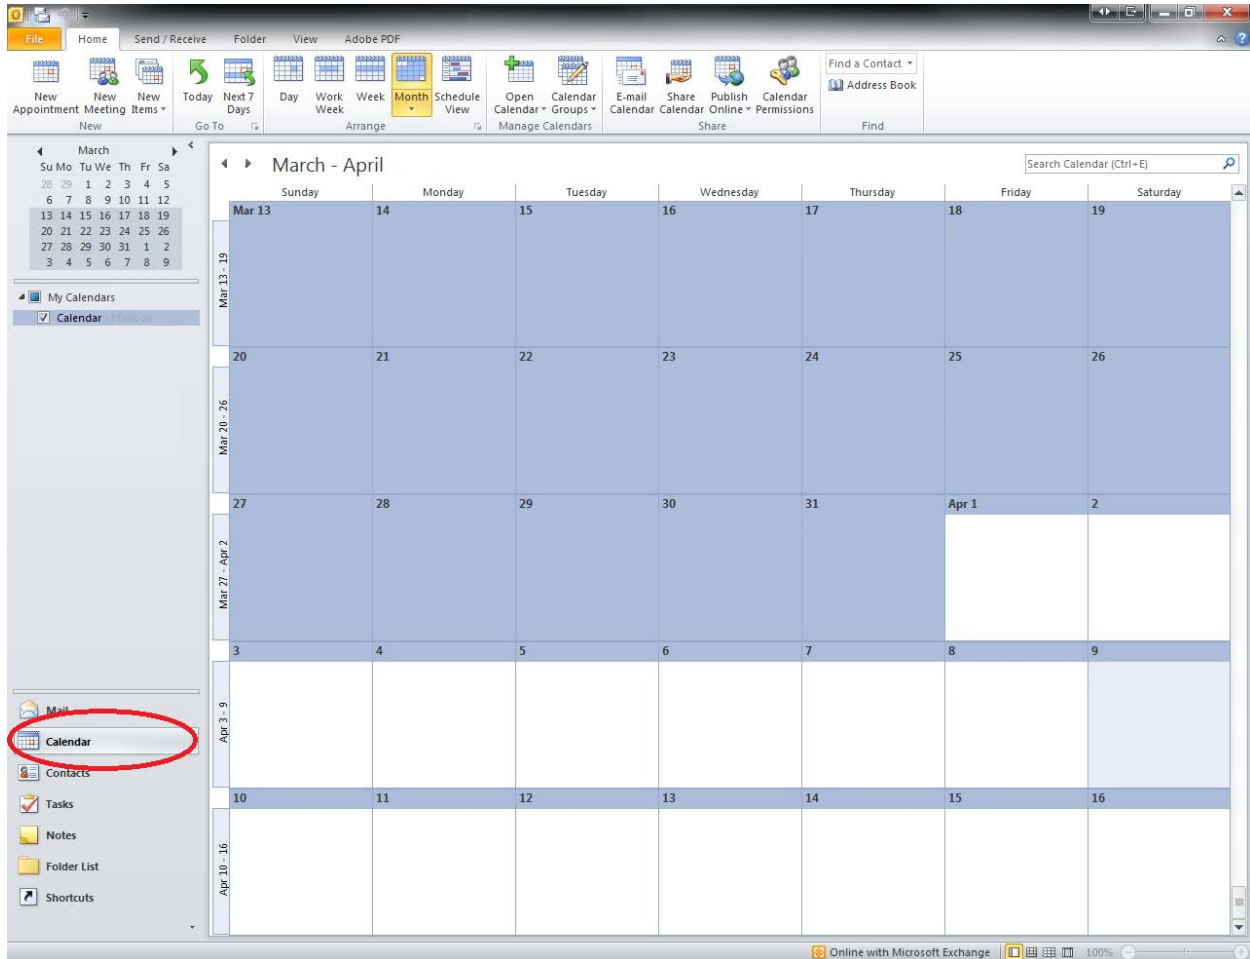 File Home Send / Receive Folder View Adobe PDF
New Appointment
New Meeting
New Items
New
Today
Next 7 Days
Go To
Day
Work Week
Week
Month
Schedule View
Arrange
Open Calendar
Calendar Groups
Manage Calendars
E-mail Calendar
Share Calendar
Publish Online
Calendar Permissions
Share
Find a Contact
Address Book
Find
March
Su Mo Tu We Th Fr Sa
28 29 1 2 3 4 5
6 7 8 9 10 11 12
13 14 15 16 17 18 19
20 21 22 23 24 25 26
27 28 29 30 31 1 2
3 4 5 6 7 8 9
My Calendars
Calendar - Mailbox
Mail
Calendar
Contacts
Tasks
Notes
Folder List
Shortcuts
March - April
Search Calendar (Ctrl+E)
Sunday Monday Tuesday Wednesday Thursday Friday Saturday
Mar 13 14 15 16 17 18 19
Mar 13 - 19
20 21 22 23 24 25 26
Mar 20 - 26
27 28 29 30 31 Apr 1 2
Mar 27 - Apr 2
3 4 5 6 7 8 9
Apr 3 - 9
10 11 12 13 14 15 16
Apr 10 - 16
Online with Microsoft Exchange
100%